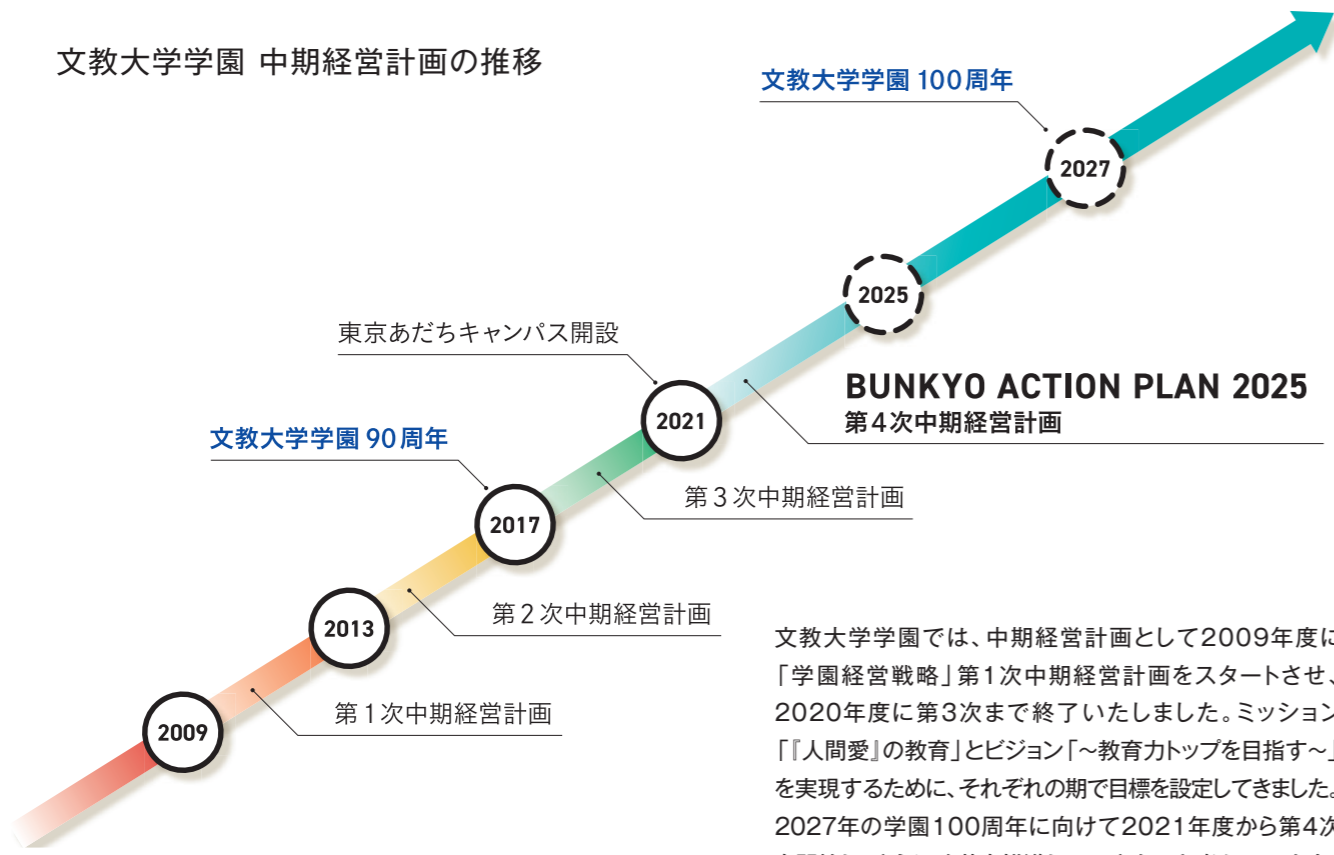 文教大学学園 中期経営計画の推移
文教大学学園 100周年
2027
2025
東京あだちキャンパス開設
BUNKYO ACTION PLAN 2025
第4次中期経営計画
2021
文教大学学園 90周年
第3次中期経営計画
2017
第2次中期経営計画
2013
第1次中期経営計画
2009
文教大学学園では、中期経営計画として2009年度に
「学園経営戦略」第1次中期経営計画をスタートさせ、
2020年度に第3次まで終了いたしました。ミッション
「『人間愛』の教育」とビジョン「～教育力トップを目指す～」
を実現するために、それぞれの期で目標を設定してきました。
2027年の学園100周年に向けて2021年度から第4次